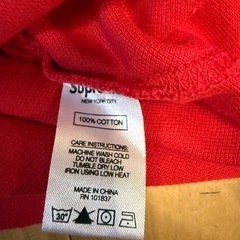 Supreme
NEW YORK CITY
100% COTTON
CARE INSTRUCTIONS:
MACHINE WASH COLD
DO NOT BLEACH
TUMBLE DRY LOW
IRON USING LOW HEAT
MADE IN CHINA
RN 101837
30°